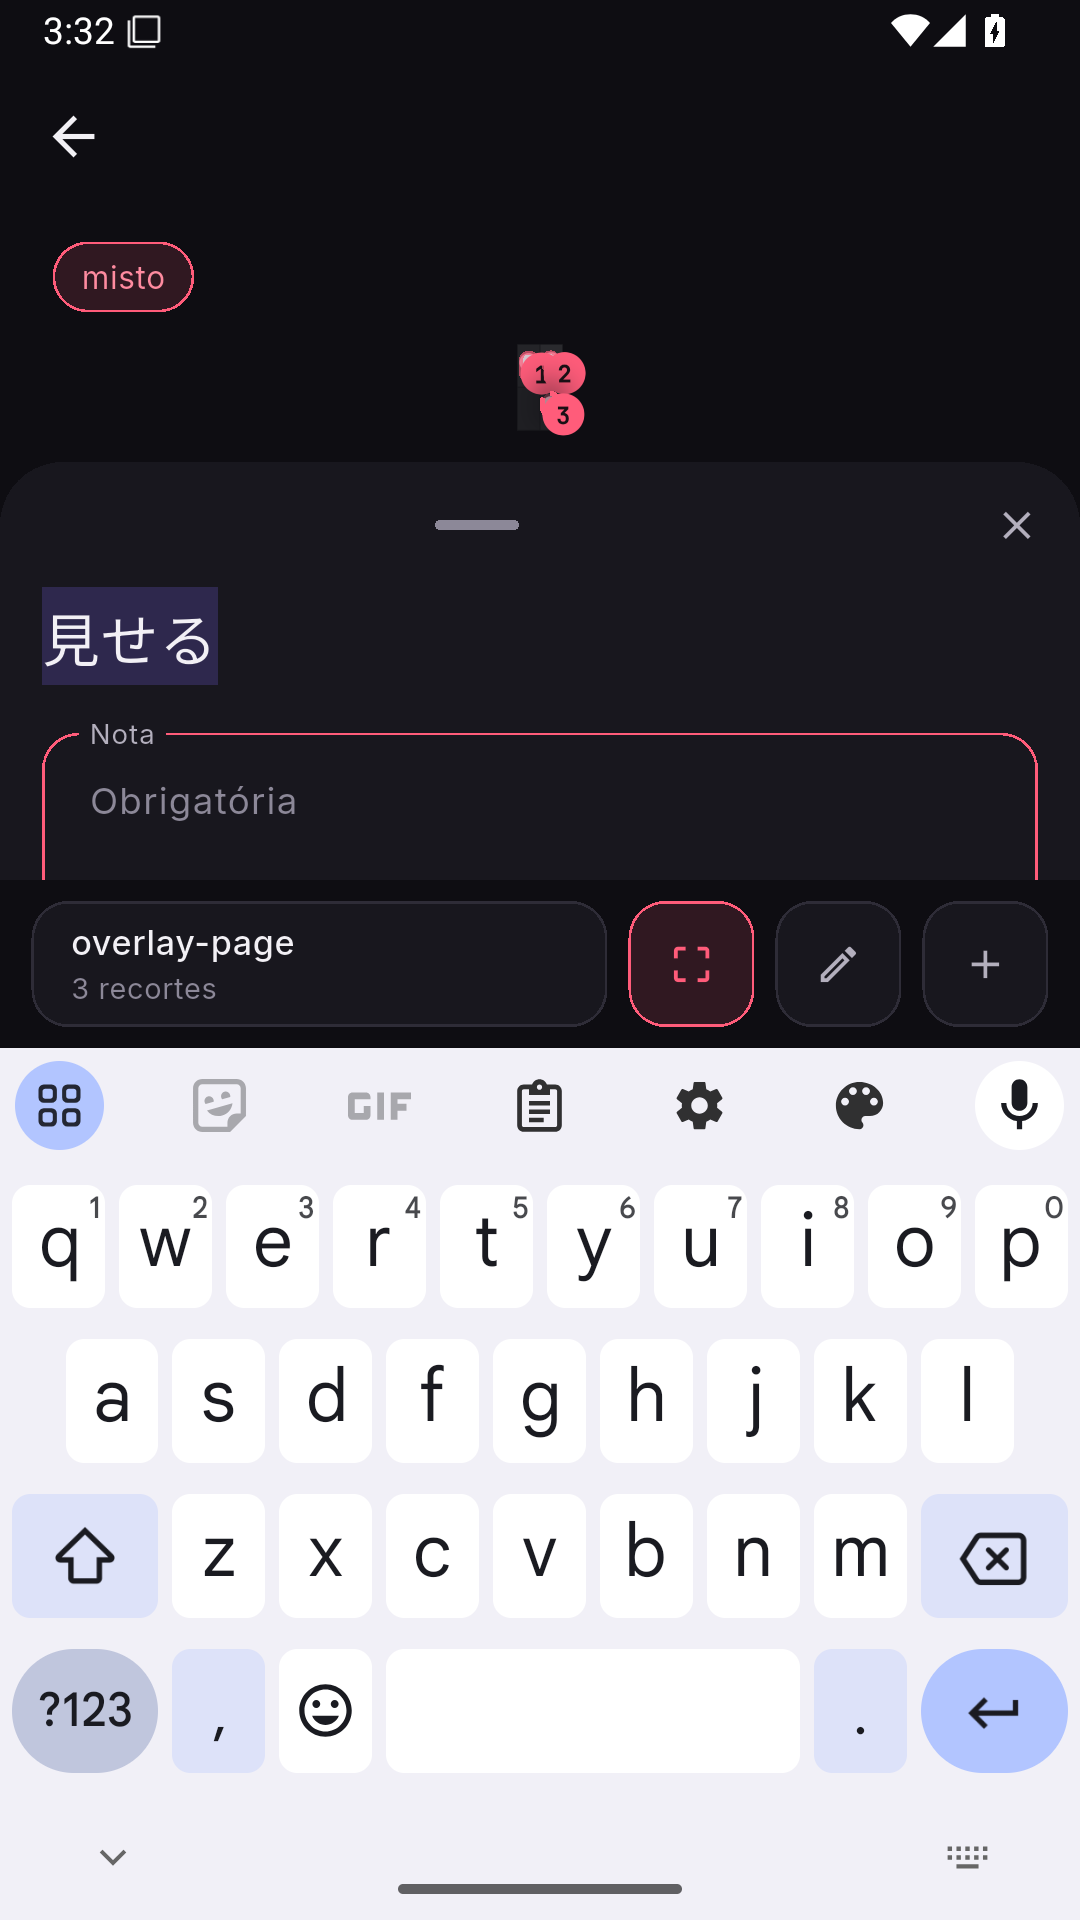 3:32
misto
1 2
3
見せる
Nota
Obrigatória
overlay-page
3 recortes
GIF
q 1 w 2 e 3 r 4 t 5 y 6 u 7 i 8 o 9 p 0
a s d f g h j k l
z x c v b n m
?123 , .